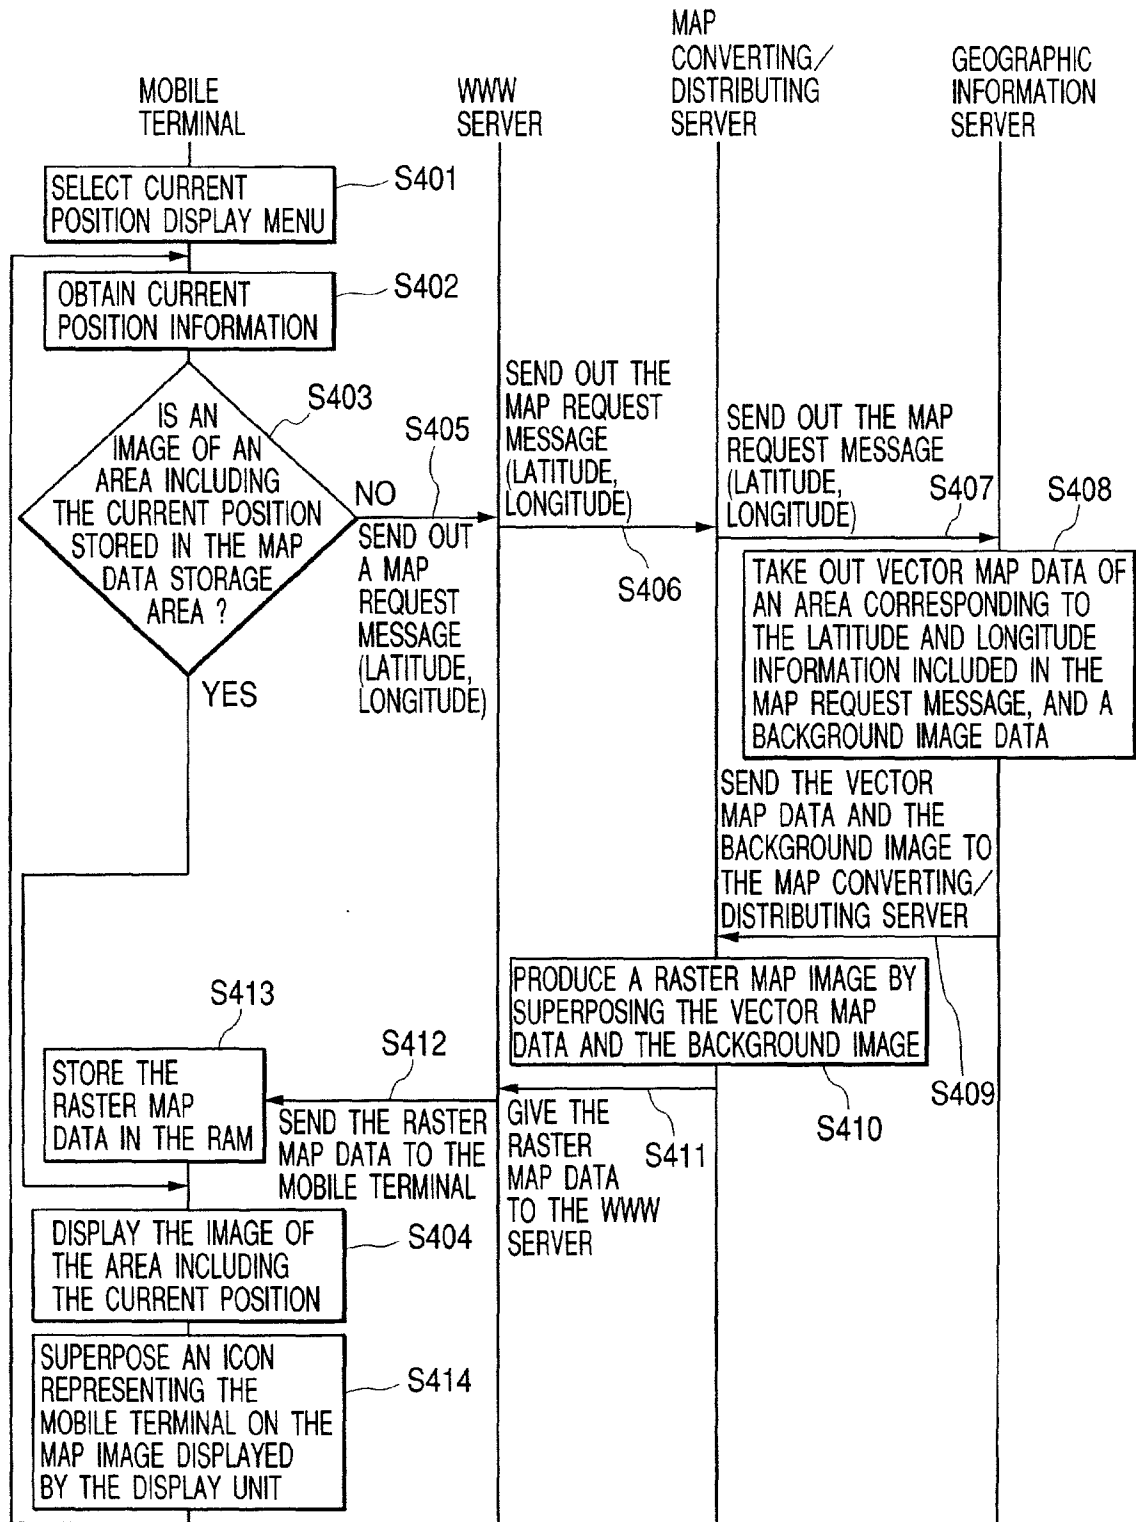 MOBILE
TERMINAL
WWW
SERVER
MAP
CONVERTING/
DISTRIBUTING
SERVER
GEOGRAPHIC
INFORMATION
SERVER
SELECT CURRENT
POSITION DISPLAY MENU
S401
OBTAIN CURRENT
POSITION INFORMATION
S402
IS AN
IMAGE OF AN
AREA INCLUDING
THE CURRENT POSITION
STORED IN THE MAP
DATA STORAGE
AREA ?
S403
NO
YES
S405
SEND OUT
A MAP
REQUEST
MESSAGE
(LATITUDE,
LONGITUDE)
SEND OUT THE
MAP REQUEST
MESSAGE
(LATITUDE,
LONGITUDE)
S406
SEND OUT THE MAP
REQUEST MESSAGE
(LATITUDE,
LONGITUDE)
S407
S408
TAKE OUT VECTOR MAP DATA OF
AN AREA CORRESPONDING TO
THE LATITUDE AND LONGITUDE
INFORMATION INCLUDED IN THE
MAP REQUEST MESSAGE, AND A
BACKGROUND IMAGE DATA
SEND THE VECTOR
MAP DATA AND THE
BACKGROUND IMAGE TO
THE MAP CONVERTING/
DISTRIBUTING SERVER
S409
PRODUCE A RASTER MAP IMAGE BY
SUPERPOSING THE VECTOR MAP
DATA AND THE BACKGROUND IMAGE
S410
GIVE THE
RASTER
MAP DATA
TO THE WWW
SERVER
S411
S412
SEND THE RASTER
MAP DATA TO THE
MOBILE TERMINAL
S413
STORE THE
RASTER MAP
DATA IN THE RAM
DISPLAY THE IMAGE OF
THE AREA INCLUDING
THE CURRENT POSITION
S404
SUPERPOSE AN ICON
REPRESENTING THE
MOBILE TERMINAL ON THE
MAP IMAGE DISPLAYED
BY THE DISPLAY UNIT
S414